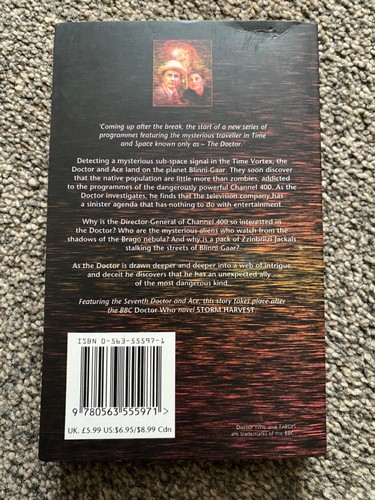 'Coming up after the break, the start of a new series of
programmes featuring the mysterious traveller in Time
and Space known only as – The Doctor.'
Detecting a mysterious sub-space signal in the Time Vortex, the
Doctor and Ace land on the planet Blinni-Gaar. They soon discover
that the native population are little more than zombies, addicted
to the programmes of the dangerously powerful Channel 400. As the
Doctor investigates, he finds that the television company has
a sinister agenda that has nothing to do with entertainment.
Why is the Director-General of Channel 400 so interested in
the Doctor? Who are the mysterious aliens who watch from the
shadows of the Brago nebula? And why is a pack of Zzinbriizi Jackals
stalking the streets of Blinni-Gaar?
As the Doctor is drawn deeper and deeper into a web of intrigue
and deceit he discovers that he has an unexpected ally ...
of the most dangerous kind.
Featuring the Seventh Doctor and Ace, this story takes place after
the BBC Doctor Who novel STORM HARVEST.
ISBN 0-563-55597-1
9 780563 555971 >
UK. £5.99 US:$6.95/$8.99 Cdn
Doctor Who and TARDIS
are trademarks of the BBC